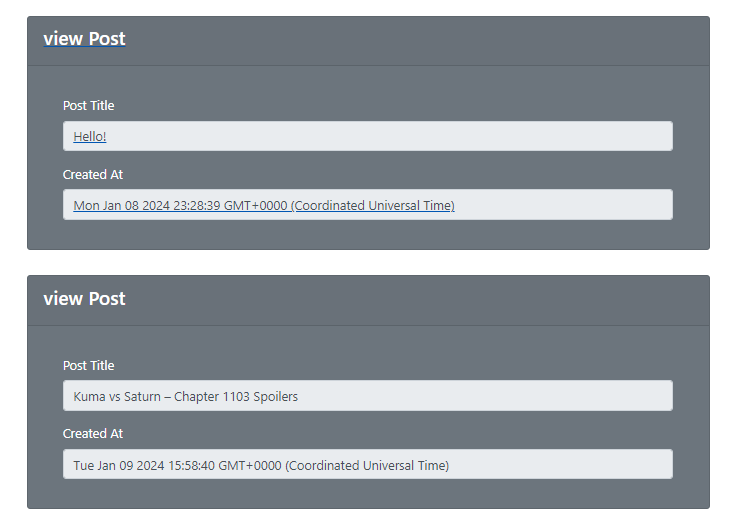 view Post
Post Title
Hello!
Created At
Mon Jan 08 2024 23:28:39 GMT+0000 (Coordinated Universal Time)
view Post
Post Title
Kuma vs Saturn – Chapter 1103 Spoilers
Created At
Tue Jan 09 2024 15:58:40 GMT+0000 (Coordinated Universal Time)